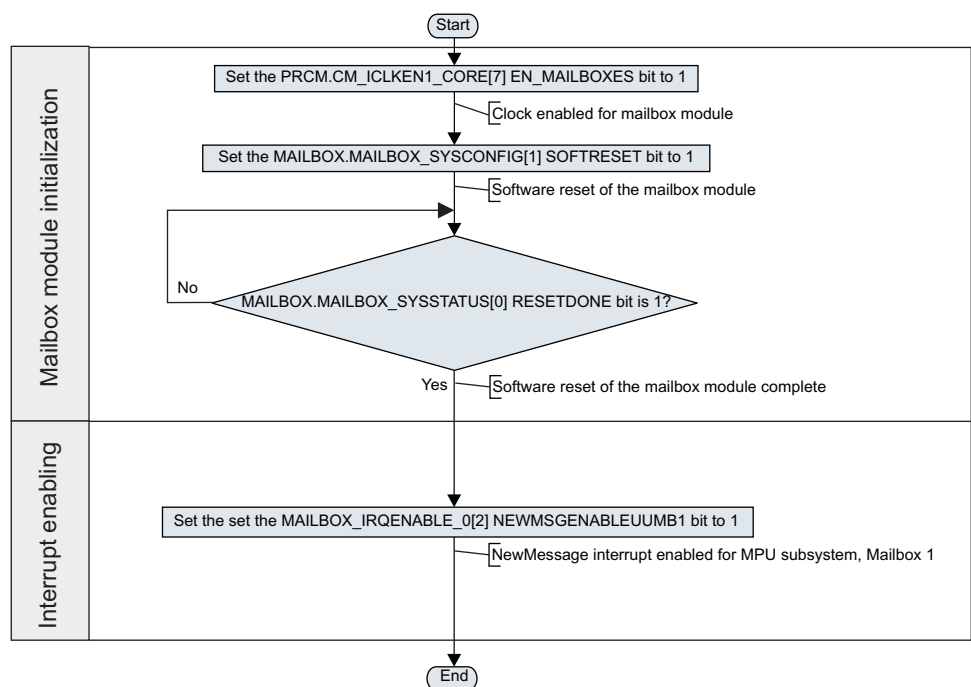 Start
Mailbox module initialization
Set the PRCM.CM_ICLKEN1_CORE[7] EN_MAILBOXES bit to 1
Clock enabled for mailbox module
Set the MAILBOX.MAILBOX_SYSCONFIG[1] SOFTRESET bit to 1
Software reset of the mailbox module
No
MAILBOX.MAILBOX_SYSSTATUS[0] RESETDONE bit is 1?
Yes
Software reset of the mailbox module complete
Interrupt enabling
Set the set the MAILBOX_IRQENABLE_0[2] NEWMSGENABLEUUMB1 bit to 1
NewMessage interrupt enabled for MPU subsystem, Mailbox 1
End